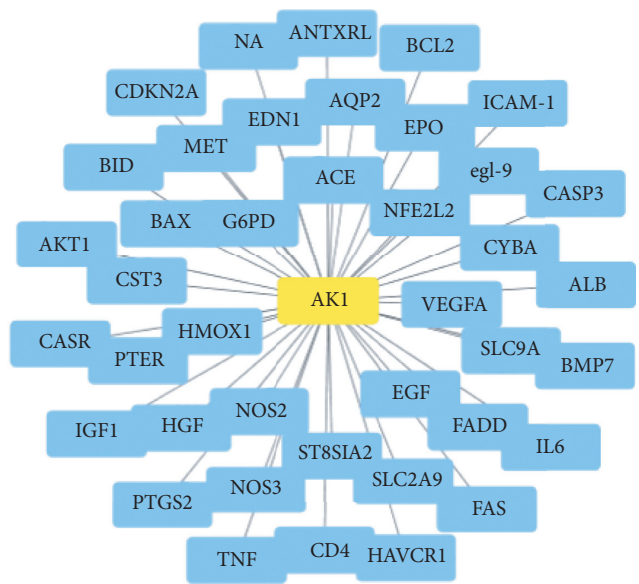 NA
ANTXRL
BCL2
CDKN2A
EDN1
AQP2
EPO
ICAM-1
BID
MET
ACE
egl-9
CASP3
BAX
G6PD
NFE2L2
AKT1
CST3
CYBA
ALB
AK1
VEGFA
CASR
PTER
HMOX1
SLC9A
BMP7
IGF1
HGF
NOS2
EGF
FADD
IL6
PTGS2
NOS3
ST8SIA2
SLC2A9
FAS
TNF
CD4
HAVCR1